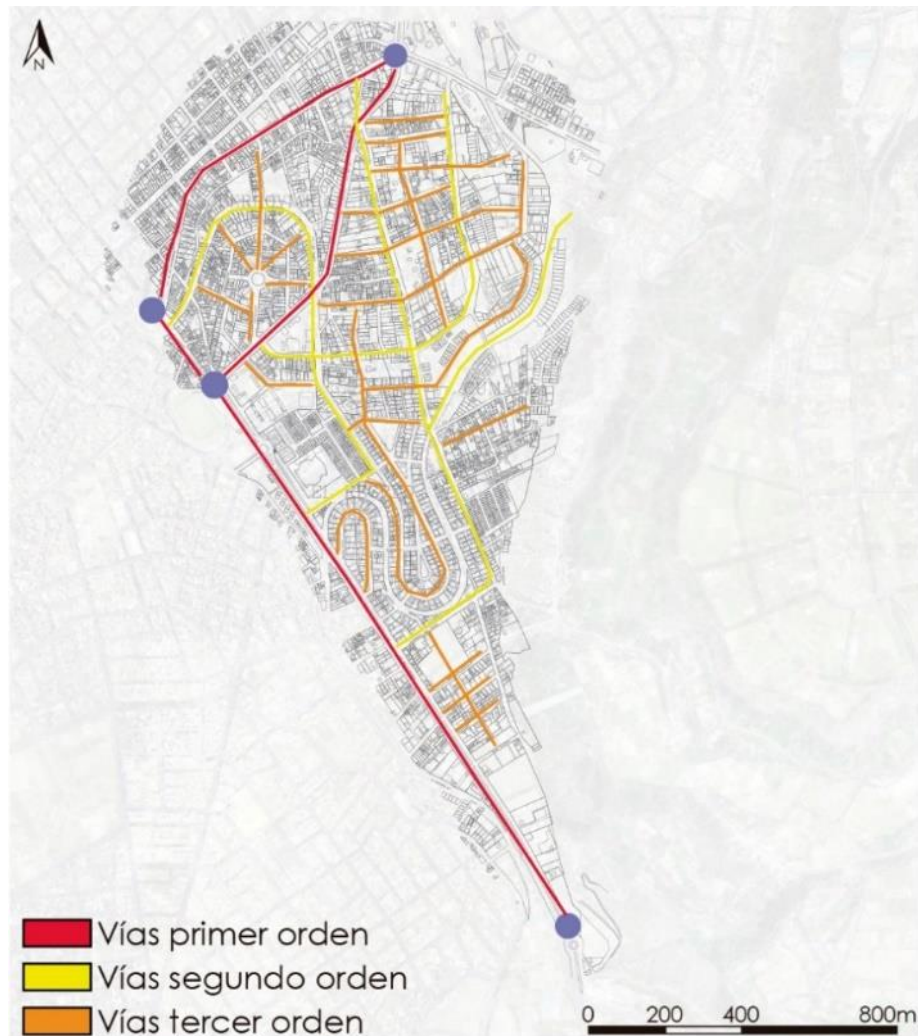 N
Vías primer orden
Vías segundo orden
Vías tercer orden
0 200 400 800m